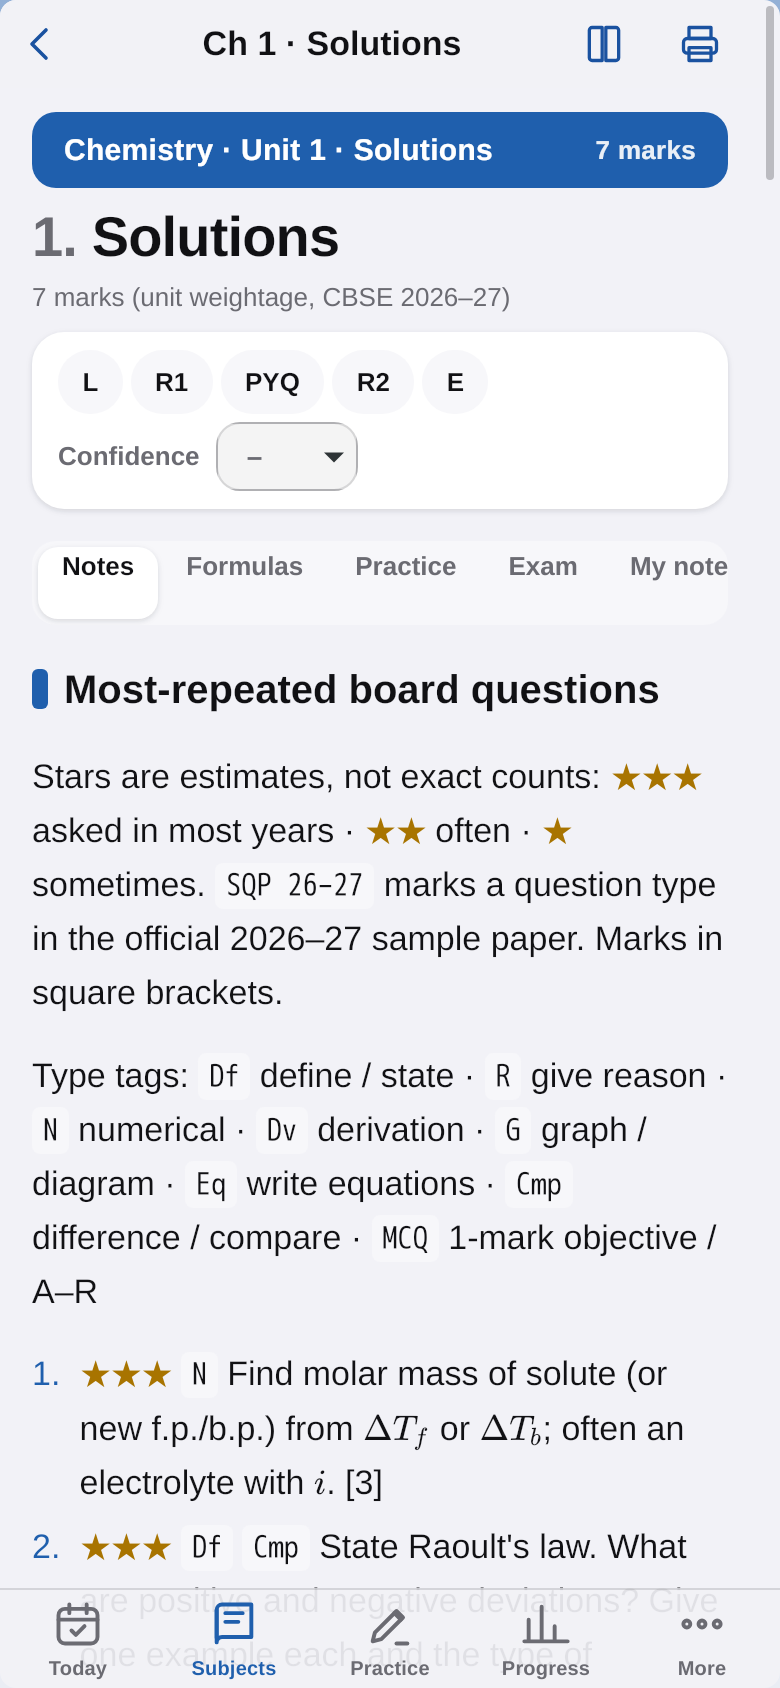 Ch 1 · Solutions
Chemistry · Unit 1 · Solutions 7 marks
1. Solutions
7 marks (unit weightage, CBSE 2026–27)
L R1 PYQ R2 E
Confidence –
Notes Formulas Practice Exam My note
Most-repeated board questions
Stars are estimates, not exact counts: ★★★
asked in most years · ★★ often · ★
sometimes. SQP 26–27 marks a question type
in the official 2026–27 sample paper. Marks in
square brackets.
Type tags: Df define / state · R give reason ·
N numerical · Dv derivation · G graph /
diagram · Eq write equations · Cmp
difference / compare · MCQ 1-mark objective /
A–R
1. ★★★ N Find molar mass of solute (or
new f.p./b.p.) from ΔT_f or ΔT_b; often an
electrolyte with i. [3]
2. ★★★ Df Cmp State Raoult's law. What
are positive and negative deviations? Give
one example each and the type of
Today Subjects Practice Progress More